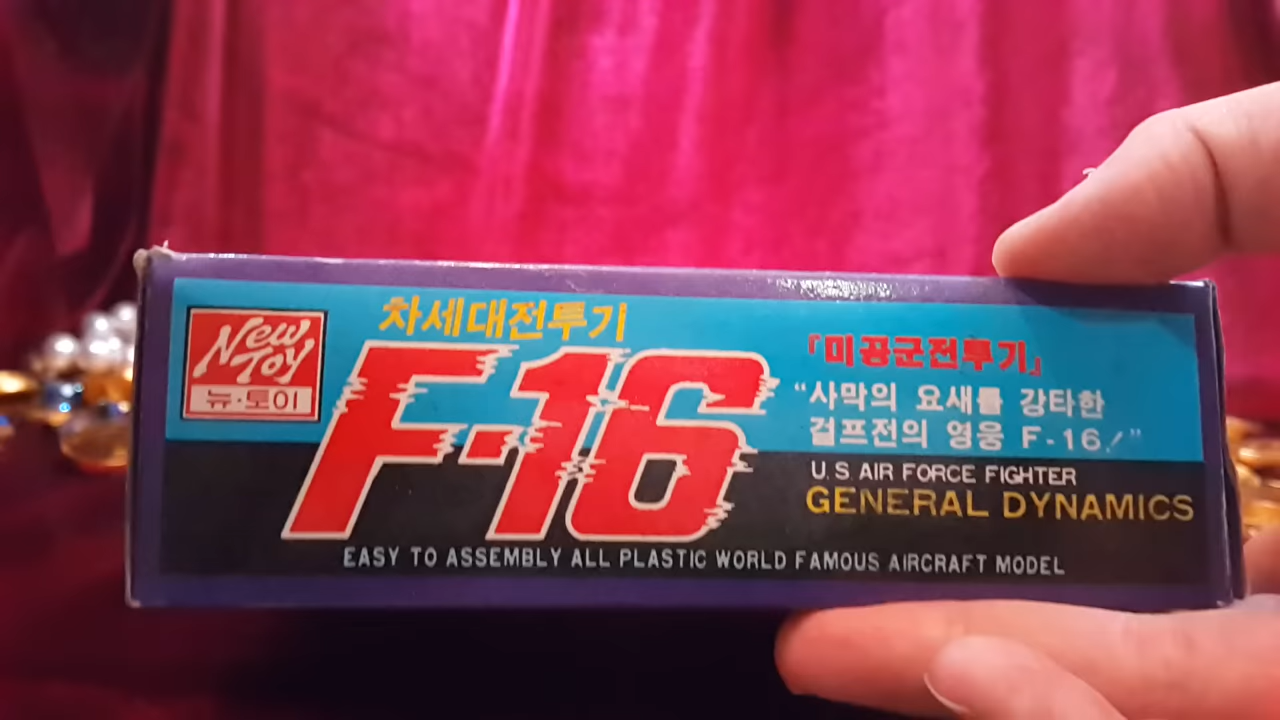 New
Toy
뉴·토이
차세대전투기
F-16
「미공군전투기」
“사막의 요새를 강타한
걸프전의 영웅 F-16!”
U.S AIR FORCE FIGHTER
GENERAL DYNAMICS
EASY TO ASSEMBLY ALL PLASTIC WORLD FAMOUS AIRCRAFT MODEL